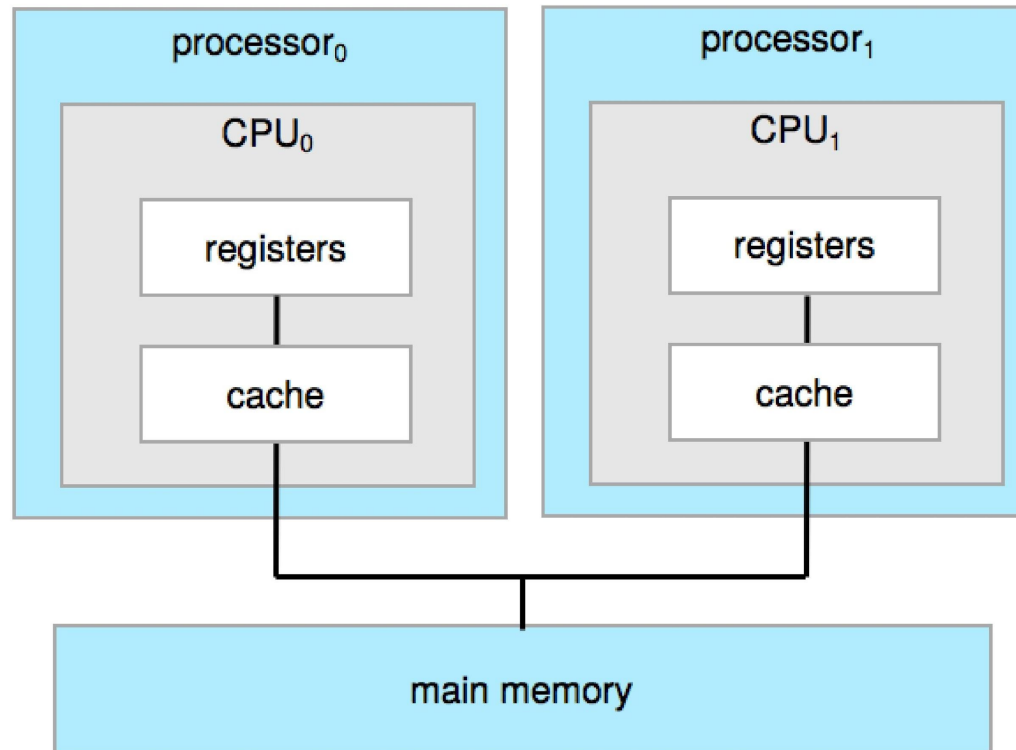 processor₀
CPU₀
registers
cache
processor₁
CPU₁
registers
cache
main memory